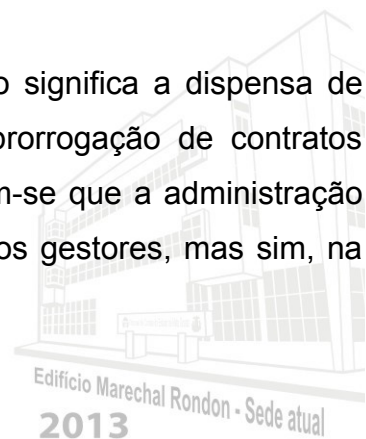 o significa a dispensa de
prorrogação de contratos
m-se que a administração
os gestores, mas sim, na
Edifício Marechal Rondon - Sede atual
2013